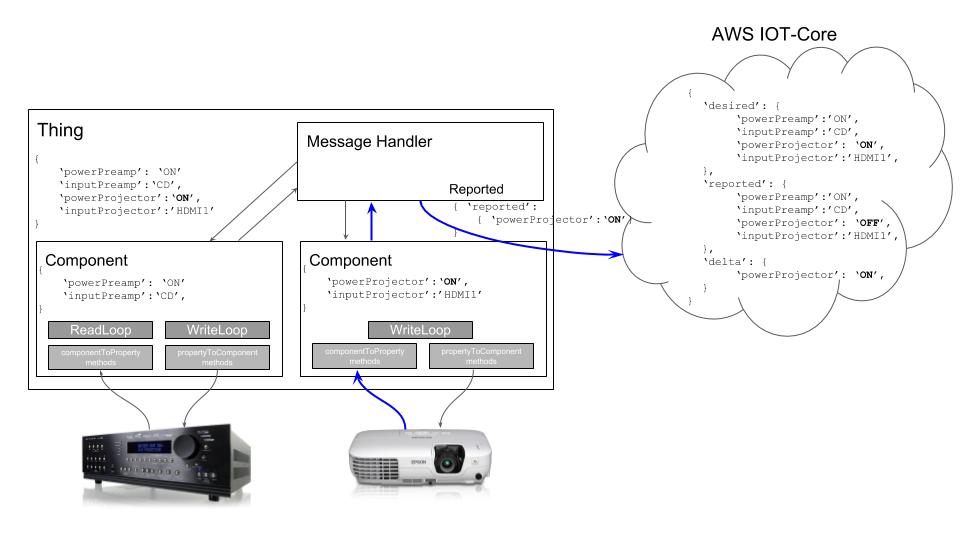 AWS IOT-Core
{
‘desired’: {
‘powerPreamp’:’ON’,
‘inputPreamp’:’CD’,
‘powerProjector’: ‘ON’,
‘inputProjector’:’HDMI1’,
},
‘reported’: {
‘powerPreamp’:’ON’,
‘inputPreamp’:’CD’,
‘powerProjector’: ‘OFF’,
‘inputProjector’:’HDMI1’,
},
‘delta’: {
‘powerProjector’: ‘ON’,
}
}
Thing
{
‘powerPreamp’: ‘ON’
‘inputPreamp’:‘CD’,
‘powerProjector’:‘ON’,
‘inputProjector’:’HDMI1’
}
Message Handler
Reported
{ ‘reported’:
{ ‘powerProjector’:‘ON’}
}
Component
{
‘powerPreamp’: ‘ON’
‘inputPreamp’:‘CD’,
}
ReadLoop
WriteLoop
componentToProperty
methods
propertyToComponent
methods
Component
{
‘powerProjector’:‘ON’,
‘inputProjector’:’HDMI1’
}
WriteLoop
componentToProperty
methods
propertyToComponent
methods
EPSON